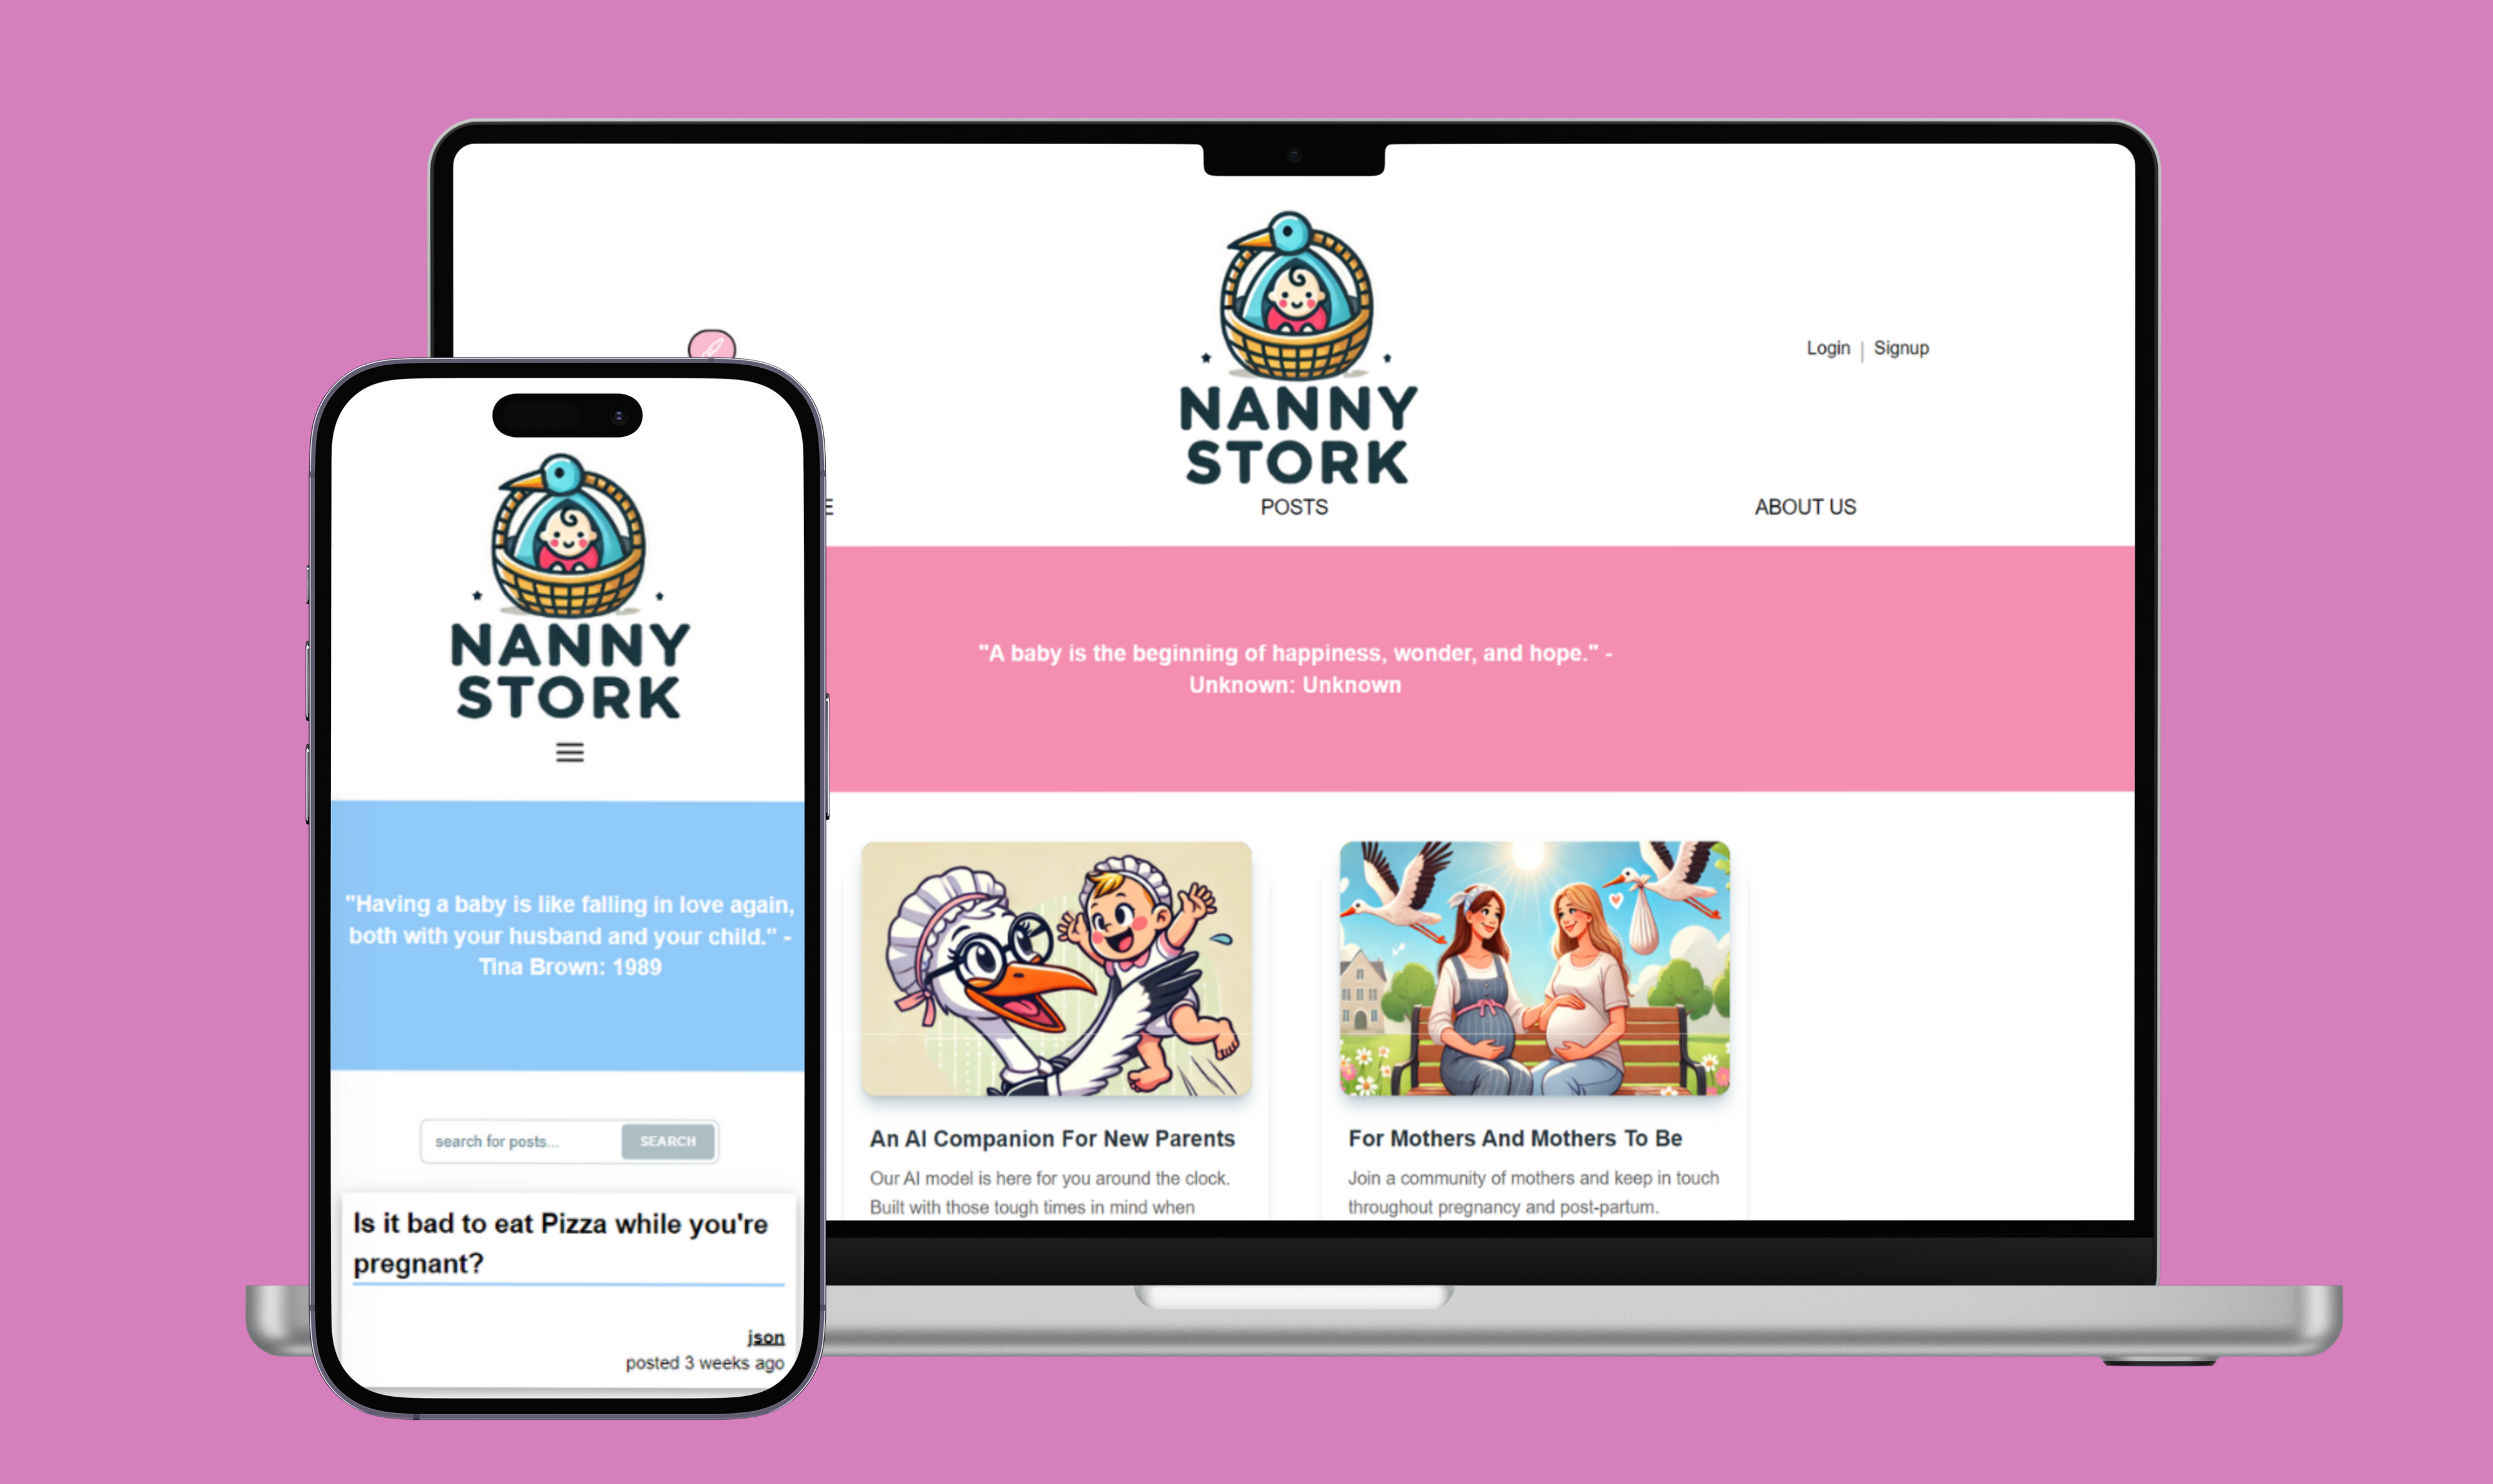 NANNY
STORK
Login | Signup
POSTS
ABOUT US
"A baby is the beginning of happiness, wonder, and hope." -
Unknown: Unknown
An AI Companion For New Parents
Our AI model is here for you around the clock.
Built with those tough times in mind when
For Mothers And Mothers To Be
Join a community of mothers and keep in touch
throughout pregnancy and post-partum.
NANNY
STORK
"Having a baby is like falling in love again,
both with your husband and your child." -
Tina Brown: 1989
search for posts...
SEARCH
Is it bad to eat Pizza while you're
pregnant?
json
posted 3 weeks ago